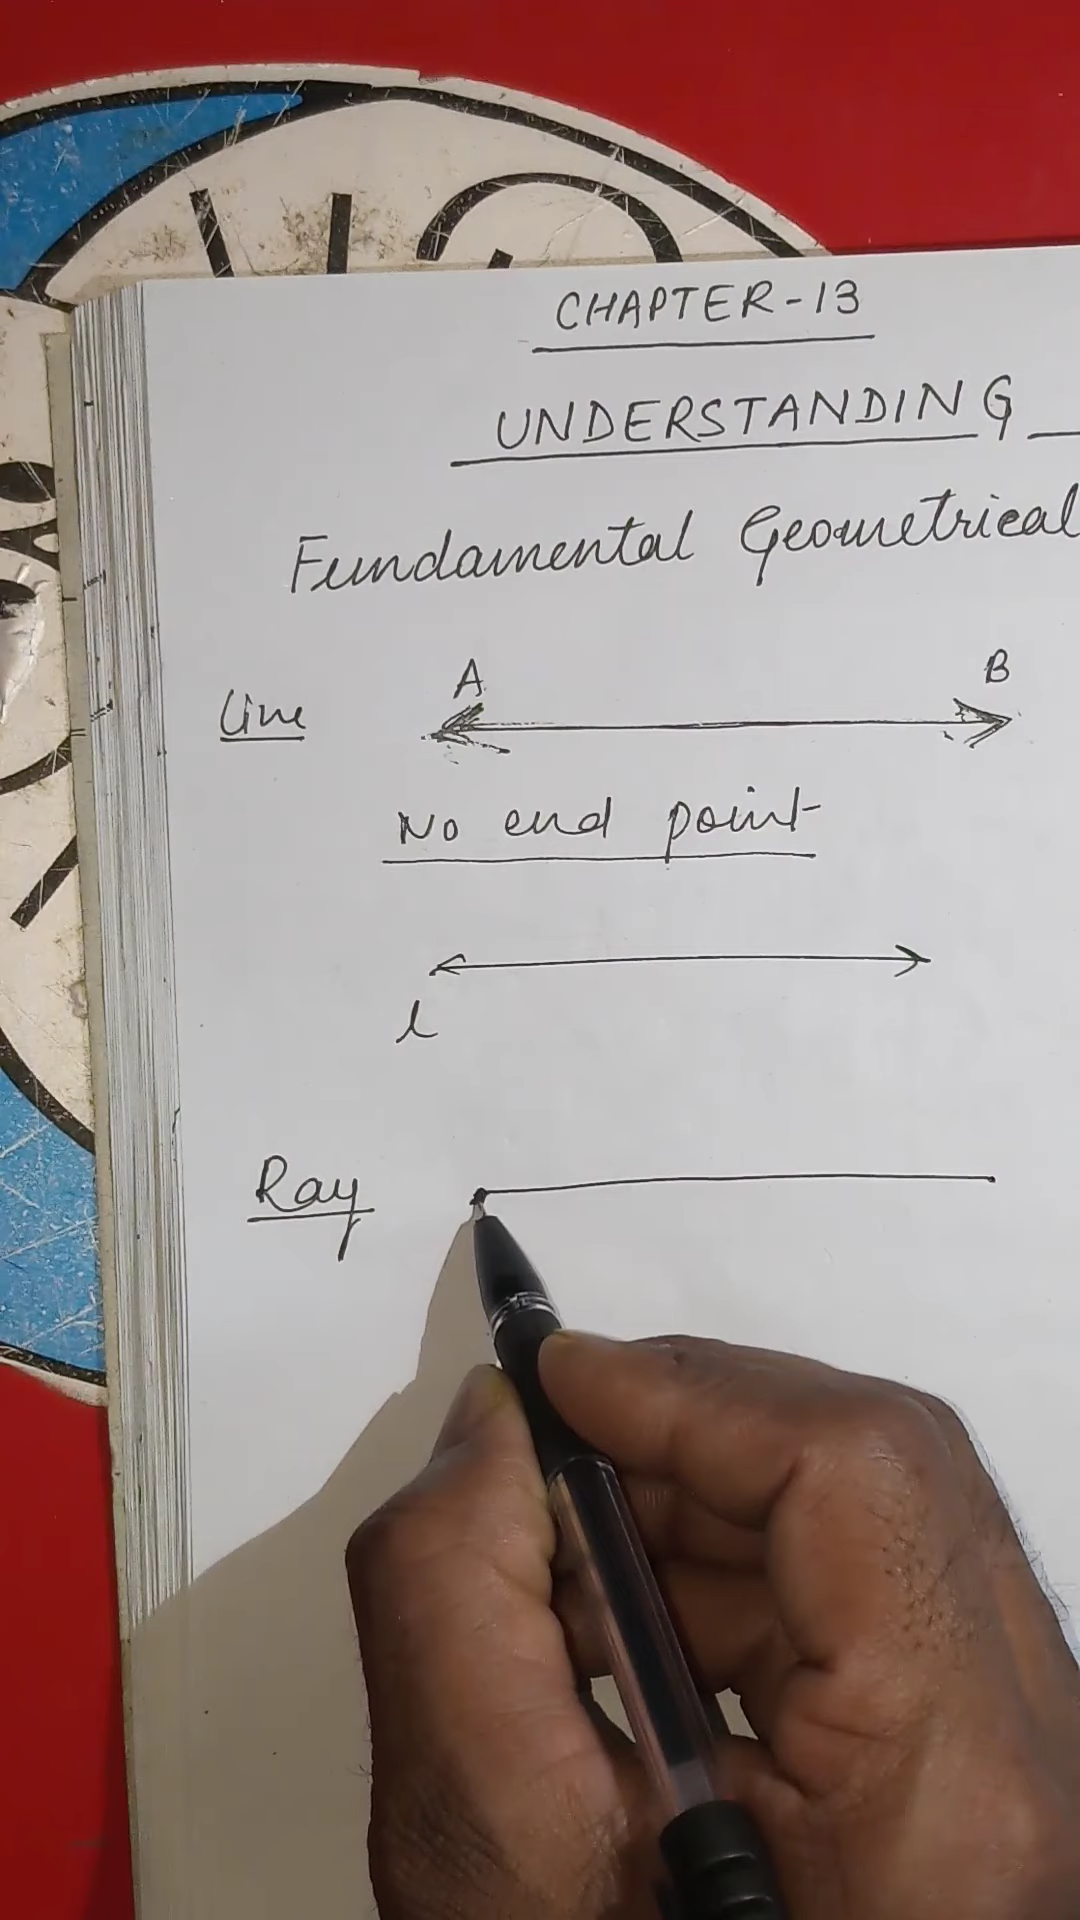 CHAPTER-13
UNDERSTANDING
Fundamental Geometrical
A B
Line
No end point
l
Ray